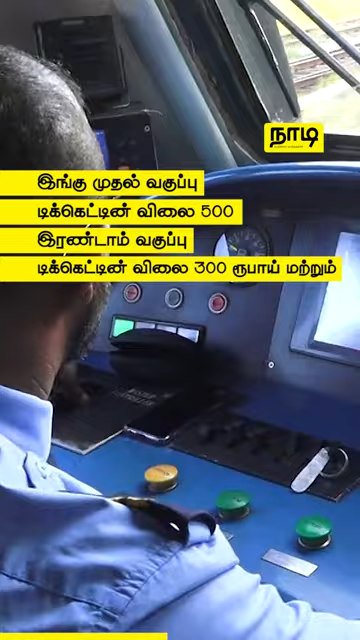 நாடி
இங்கு முதல் வகுப்பு
டிக்கெட்டின் விலை 500
இரண்டாம் வகுப்பு
டிக்கெட்டின் விலை 300 ரூபாய் மற்றும்